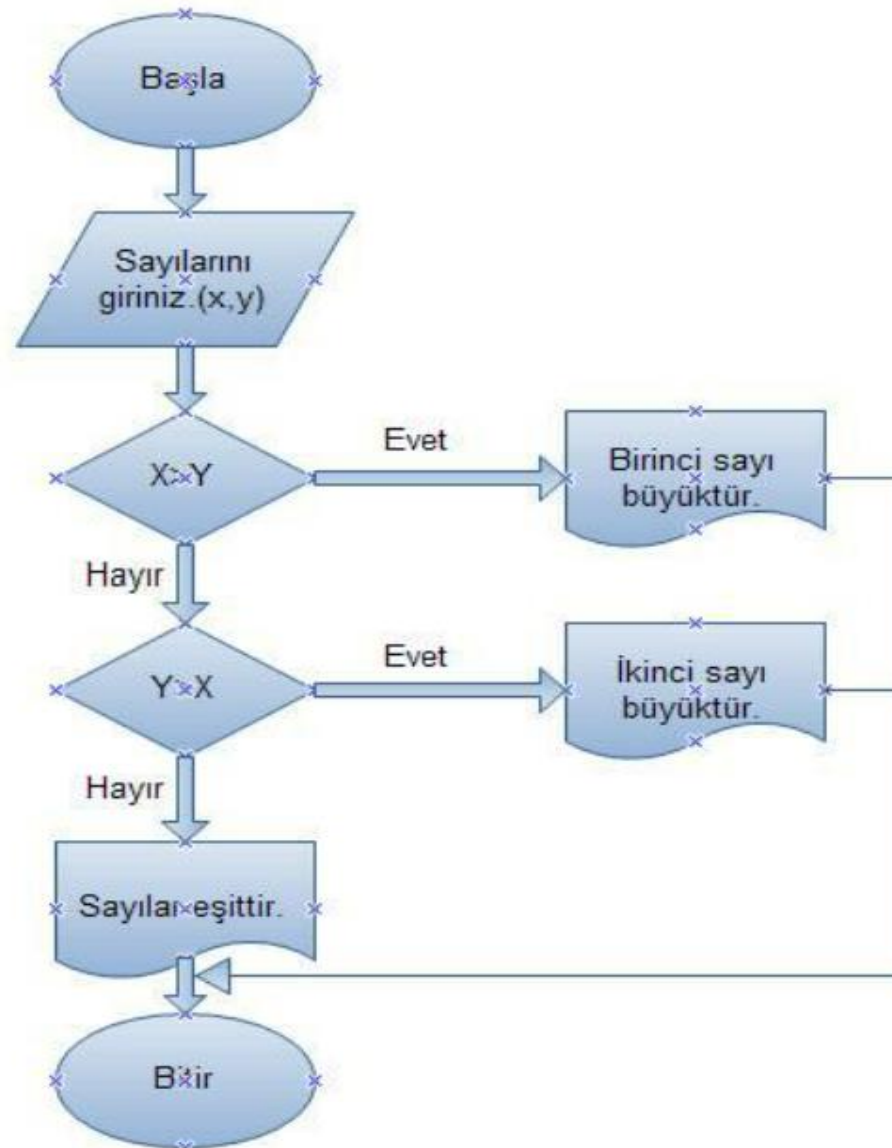 Başla
Sayılarını
giriniz.(x,y)
X>Y
Evet
Birinci sayı
büyüktür.
Hayır
Y>X
Evet
İkinci sayı
büyüktür.
Hayır
Sayılar eşittir.
Bitir